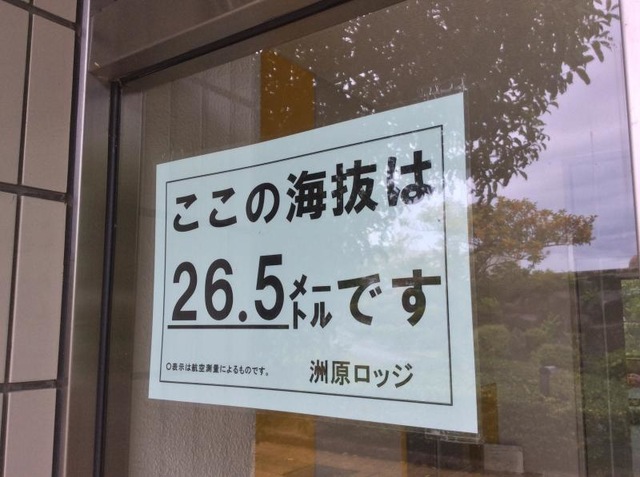 ここの海抜は
26.5メートルです
○表示は航空測量によるものです。
洲原ロッジ